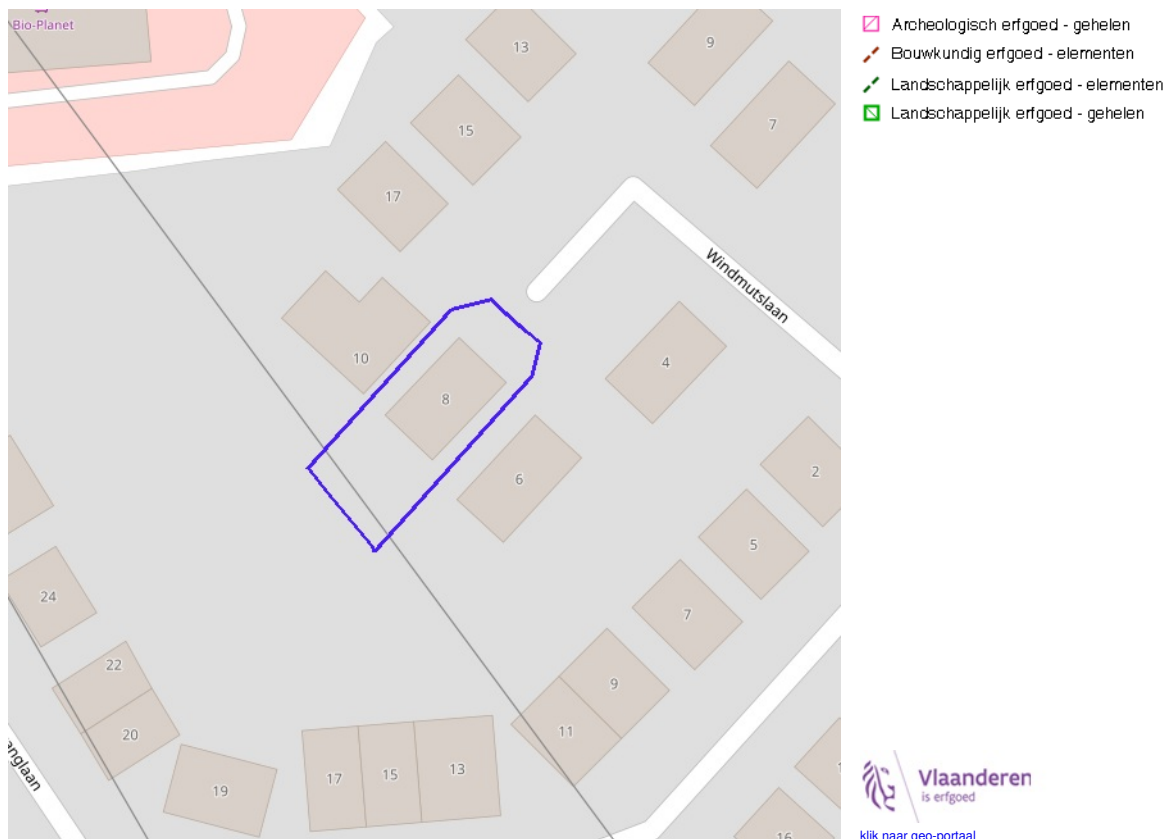 Bio-Planet
13
9
15
7
17
Windmutslaan
10
4
8
6
2
5
24
7
22
9
20
11
17
15
13
19
16
Archeologisch erfgoed - gehelen
Bouwkundig erfgoed - elementen
Landschappelijk erfgoed - elementen
Landschappelijk erfgoed - gehelen
Vlaanderen
is erfgoed
klik naar geo-portaal